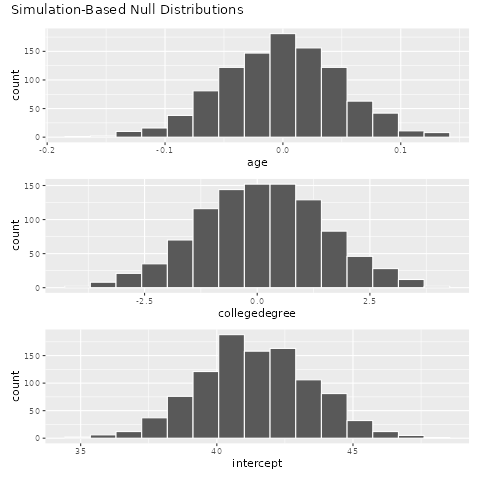 Simulation-Based Null Distributions
150
100
50
0
count
-0.2 -0.1 0.0 0.1
age
150
100
50
0
count
-2.5 0.0 2.5
collegedegree
150
100
50
0
count
35 40 45
intercept